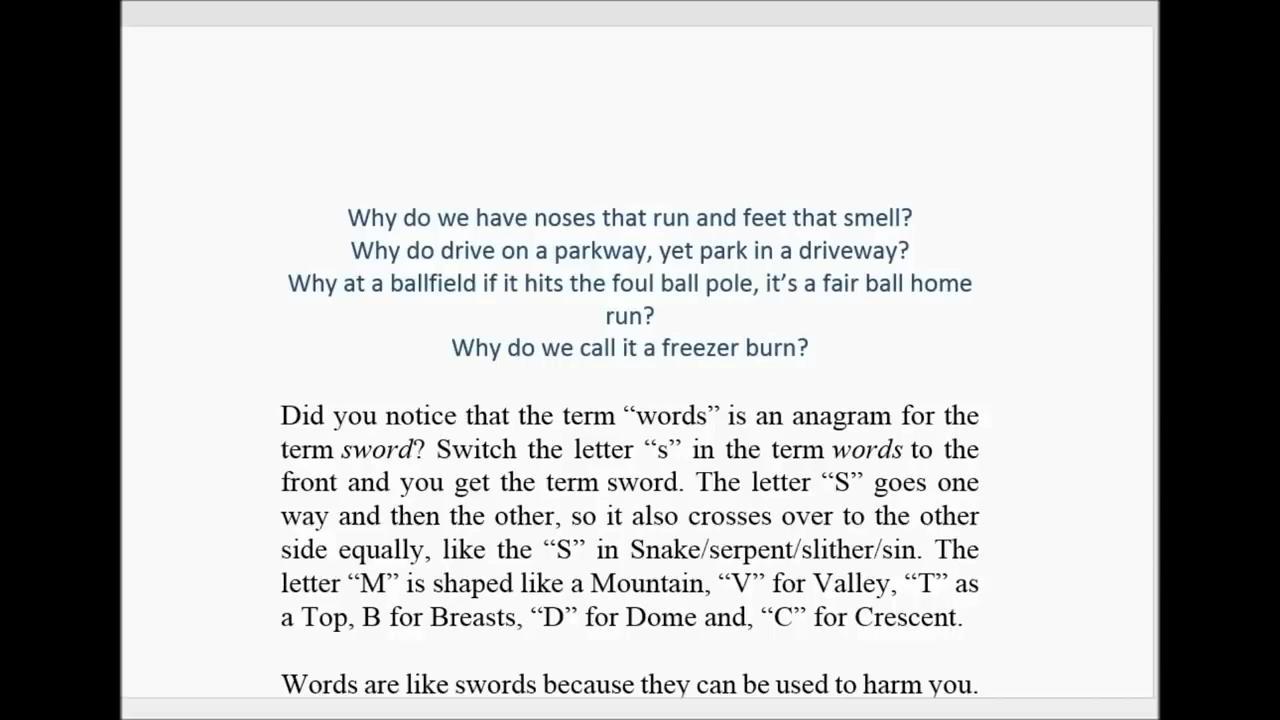 Why do we have noses that run and feet that smell?
Why do drive on a parkway, yet park in a driveway?
Why at a ballfield if it hits the foul ball pole, it’s a fair ball home
run?
Why do we call it a freezer burn?
Did you notice that the term “words” is an anagram for the
term sword? Switch the letter “s” in the term words to the
front and you get the term sword. The letter “S” goes one
way and then the other, so it also crosses over to the other
side equally, like the “S” in Snake/serpent/slither/sin. The
letter “M” is shaped like a Mountain, “V” for Valley, “T” as
a Top, B for Breasts, “D” for Dome and, “C” for Crescent.
Words are like swords because they can be used to harm you.